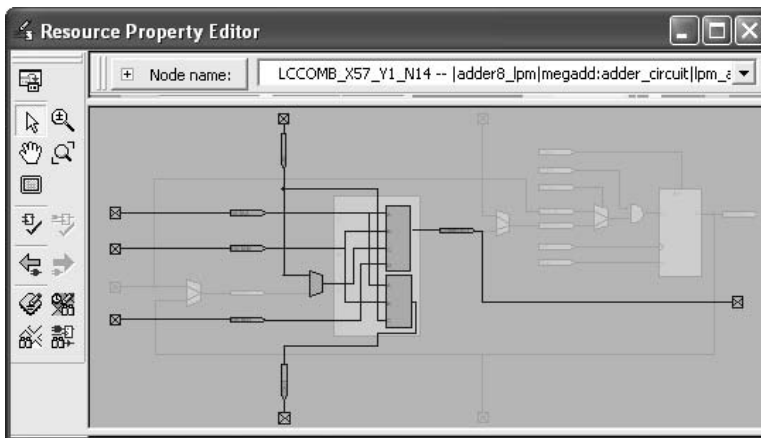 Resource Property Editor
Node name:
LCCOMB_X57_Y1_N14 -- |adder8_lpm|megadd:adder_circuit|lpm_a